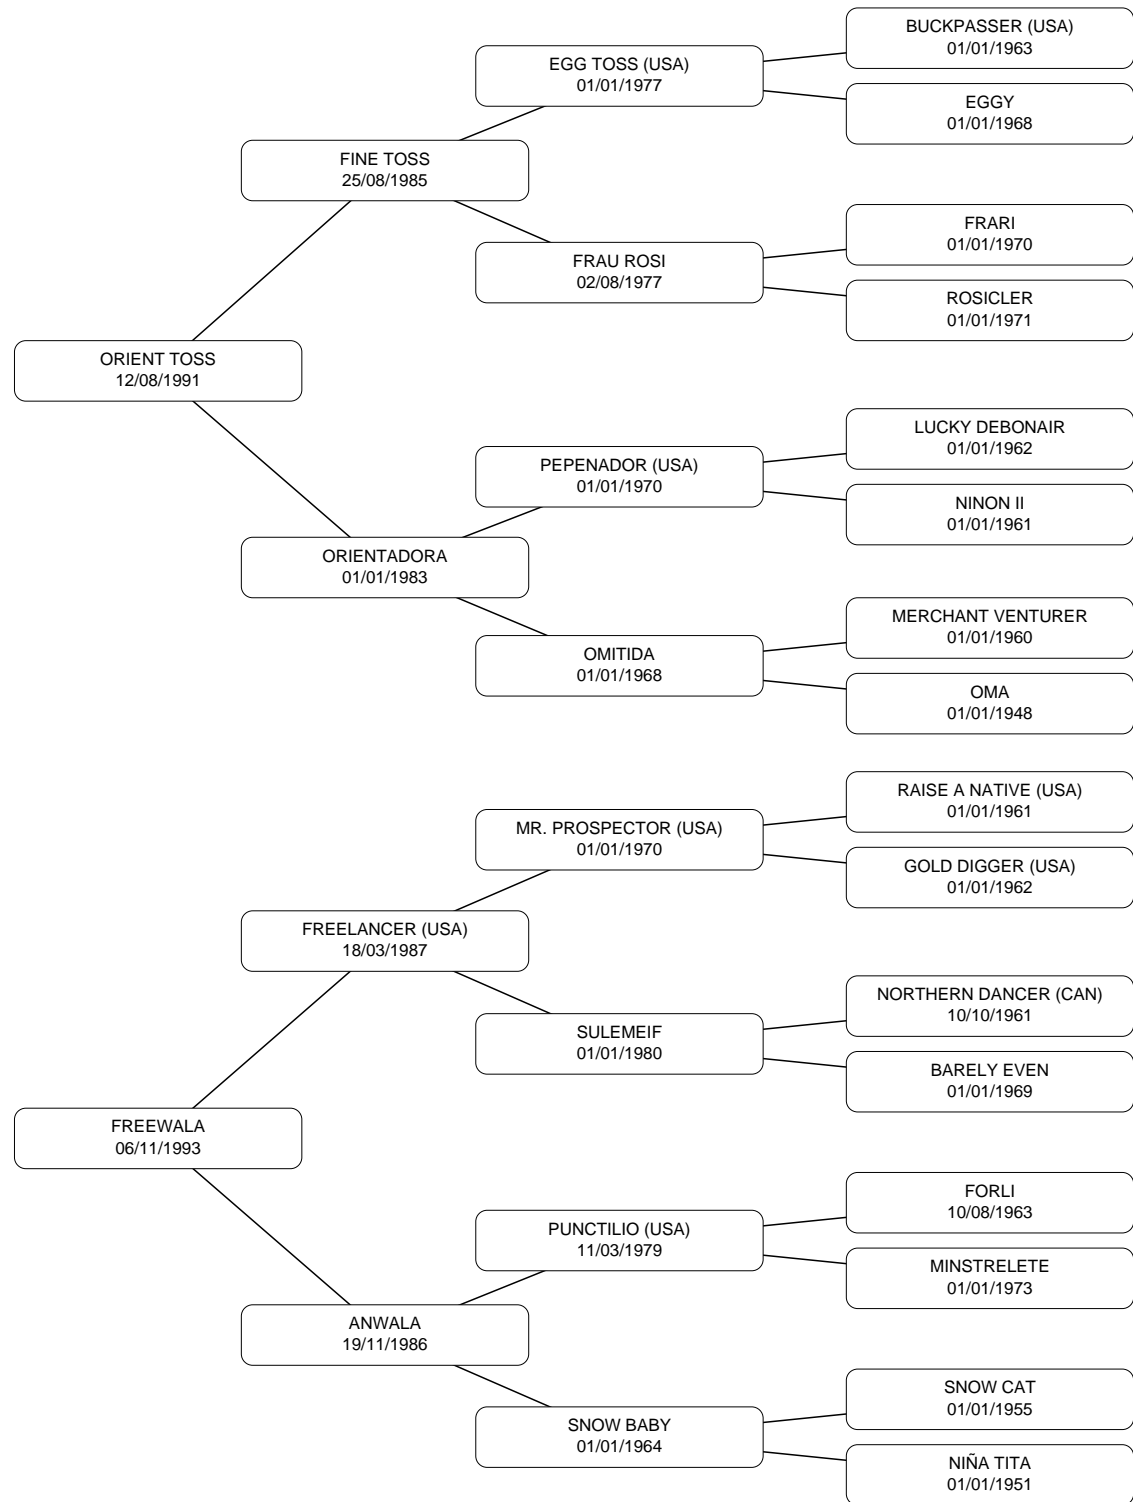 BUCKPASSER (USA)
01/01/1963
EGG TOSS (USA)
01/01/1977
EGGY
01/01/1968
FINE TOSS
25/08/1985
FRARI
01/01/1970
FRAU ROSI
02/08/1977
ROSICLER
01/01/1971
ORIENT TOSS
12/08/1991
LUCKY DEBONAIR
01/01/1962
PEPENADOR (USA)
01/01/1970
NINON II
01/01/1961
ORIENTADORA
01/01/1983
MERCHANT VENTURER
01/01/1960
OMITIDA
01/01/1968
OMA
01/01/1948
RAISE A NATIVE (USA)
01/01/1961
MR. PROSPECTOR (USA)
01/01/1970
GOLD DIGGER (USA)
01/01/1962
FREELANCER (USA)
18/03/1987
NORTHERN DANCER (CAN)
10/10/1961
SULEMEIF
01/01/1980
BARELY EVEN
01/01/1969
FREEWALA
06/11/1993
FORLI
10/08/1963
PUNCTILIO (USA)
11/03/1979
MINSTRELETE
01/01/1973
ANWALA
19/11/1986
SNOW CAT
01/01/1955
SNOW BABY
01/01/1964
NIÑA TITA
01/01/1951